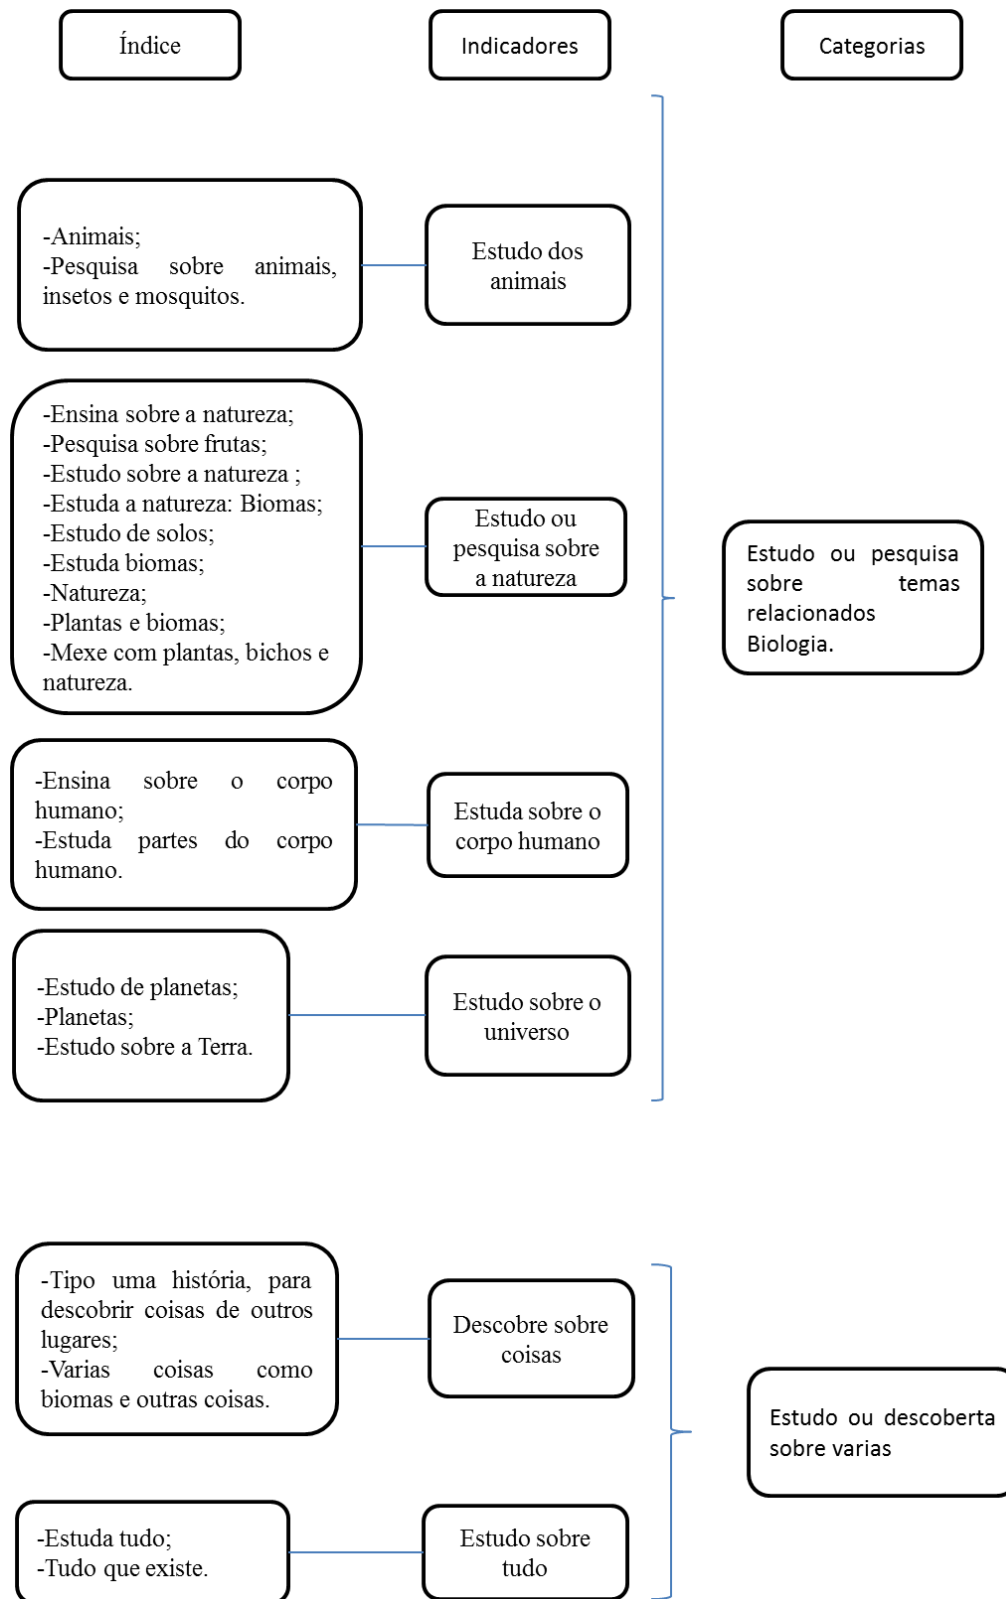 Índice
Indicadores
Categorias
-Animais;
-Pesquisa sobre animais,
insetos e mosquitos.
Estudo dos
animais
-Ensina sobre a natureza;
-Pesquisa sobre frutas;
-Estudo sobre a natureza ;
-Estuda a natureza: Biomas;
-Estudo de solos;
-Estuda biomas;
-Natureza;
-Plantas e biomas;
-Mexe com plantas, bichos e
natureza.
Estudo ou
pesquisa sobre
a natureza
Estudo ou pesquisa
sobre temas
relacionados
Biologia.
-Ensina sobre o corpo
humano;
-Estuda partes do corpo
humano.
Estuda sobre o
corpo humano
-Estudo de planetas;
-Planetas;
-Estudo sobre a Terra.
Estudo sobre o
universo
-Tipo uma história, para
descobrir coisas de outros
lugares;
-Varias coisas como
biomas e outras coisas.
Descobre sobre
coisas
Estudo ou descoberta
sobre varias
-Estuda tudo;
-Tudo que existe.
Estudo sobre
tudo